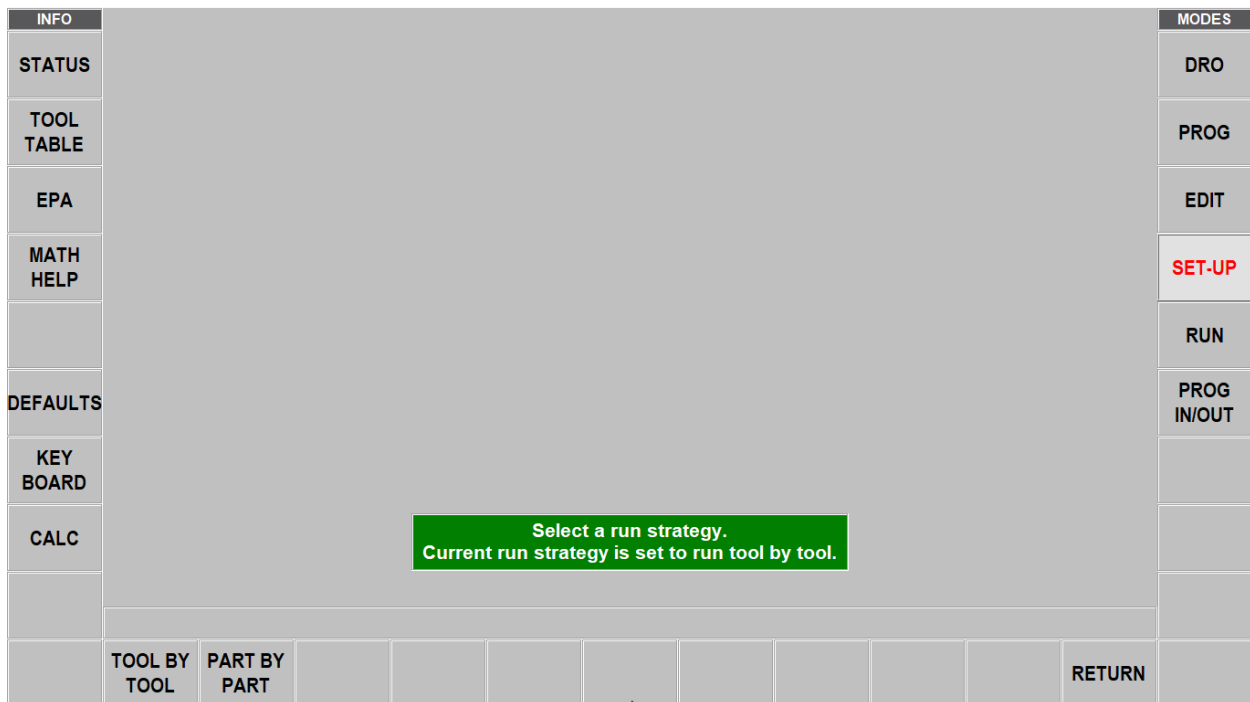 INFO
STATUS
TOOL
TABLE
EPA
MATH
HELP
DEFAULTS
KEY
BOARD
CALC
Select a run strategy.
Current run strategy is set to run tool by tool.
MODES
DRO
PROG
EDIT
SET-UP
RUN
PROG
IN/OUT
TOOL BY
TOOL
PART BY
PART
RETURN